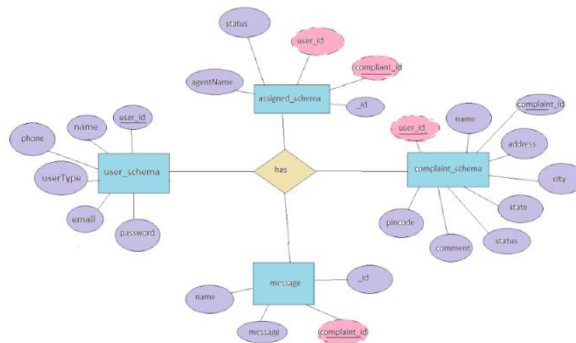 status
user_id
(compliant_id
agentName
assigned_schema
_id
name
complaint_id
user_id
address
phone
name
user_id
user_schema
has
complaint_schema
userType
city
email
password
pincode
state
comment
status
message
_id
name
message
(complaint_id)